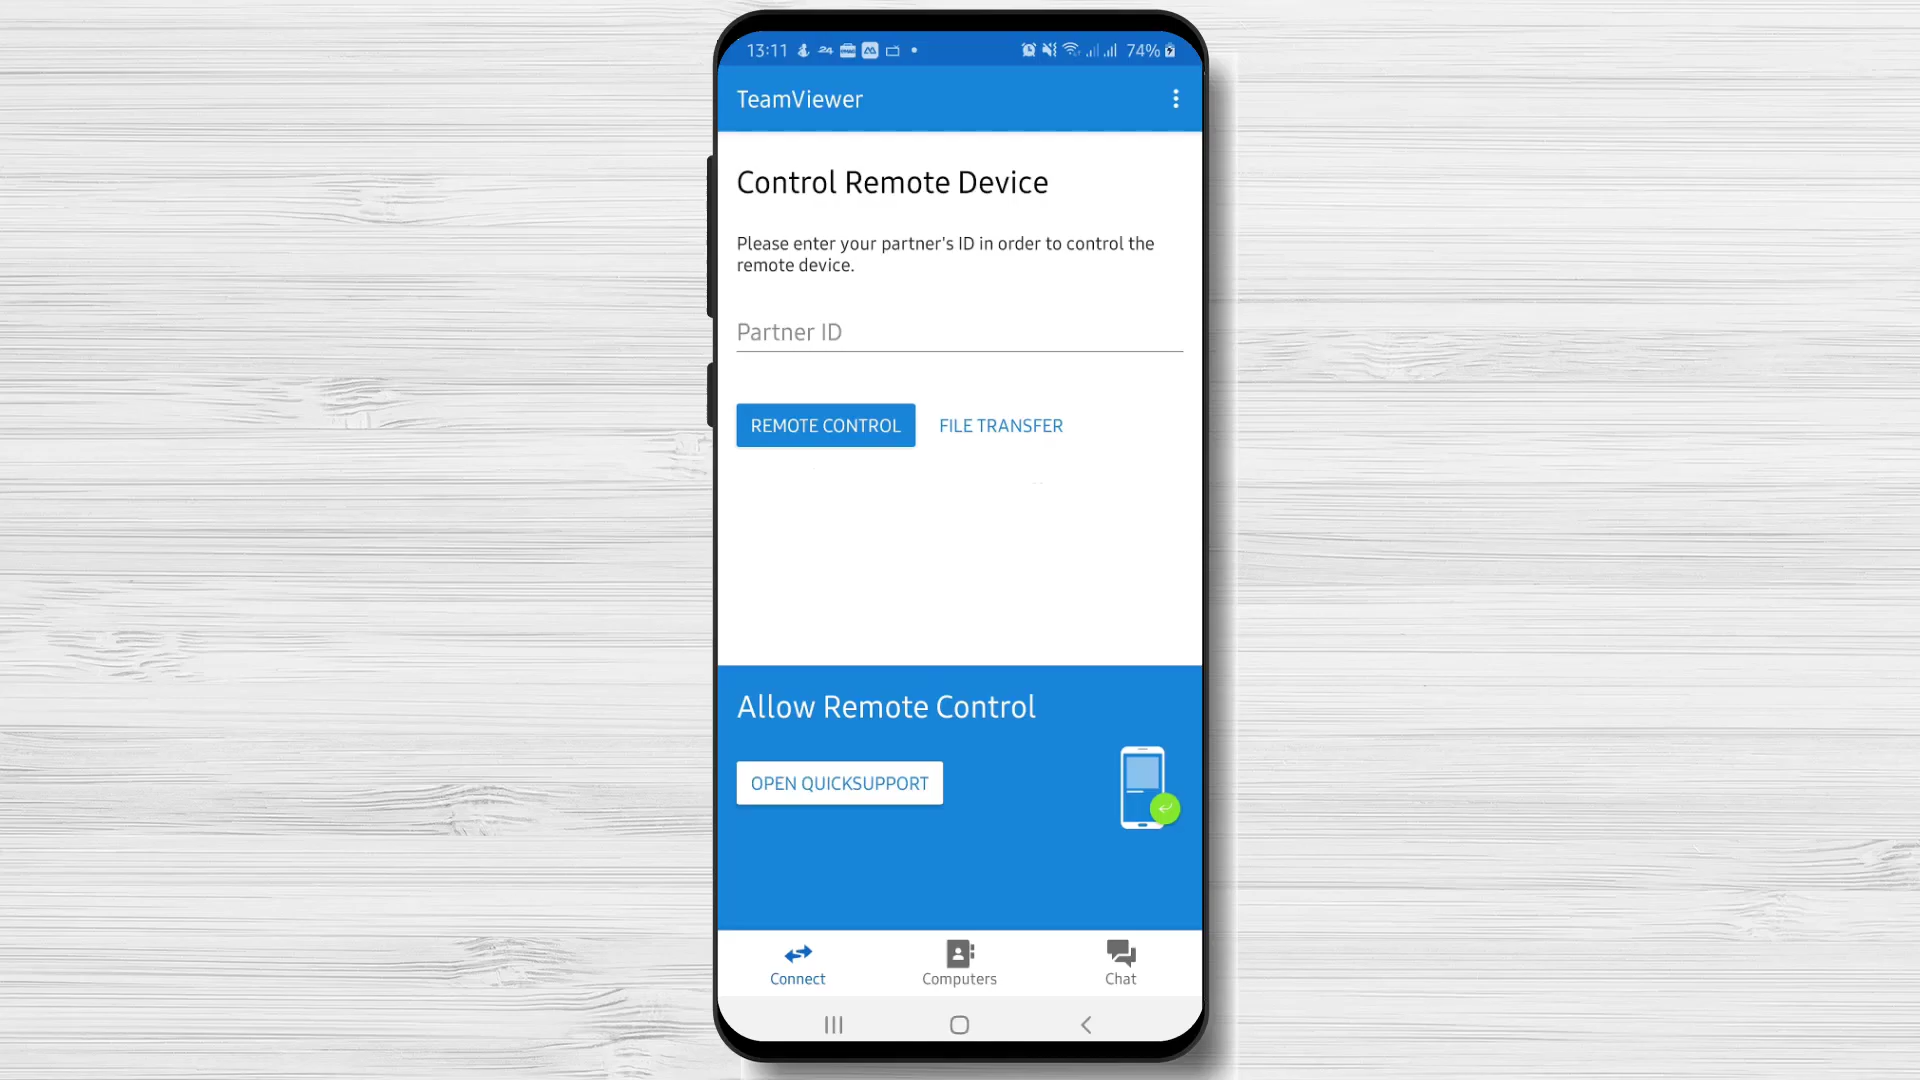 13:11
24
74%
TeamViewer
Control Remote Device
Please enter your partner's ID in order to control the
remote device.
Partner ID
REMOTE CONTROL
FILE TRANSFER
Allow Remote Control
OPEN QUICKSUPPORT
Connect
Computers
Chat